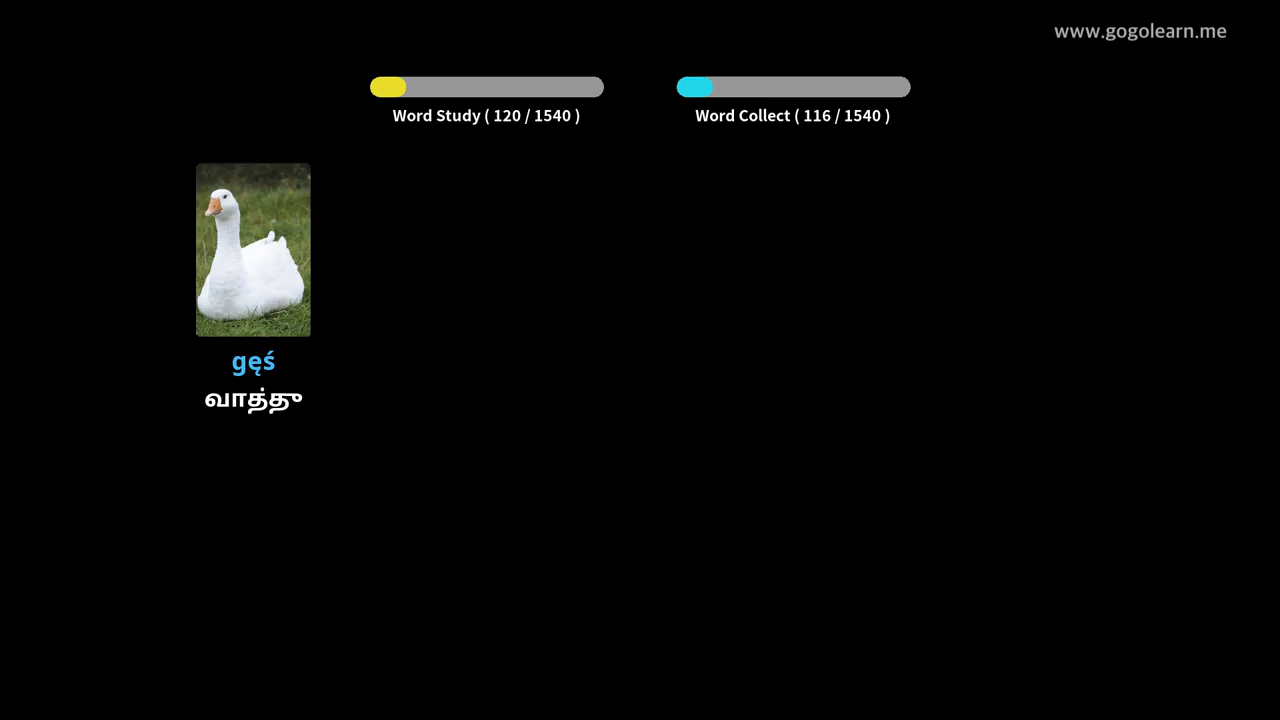 www.gogolearn.me
Word Study ( 120 / 1540 )
Word Collect ( 116 / 1540 )
gęś
வாத்து